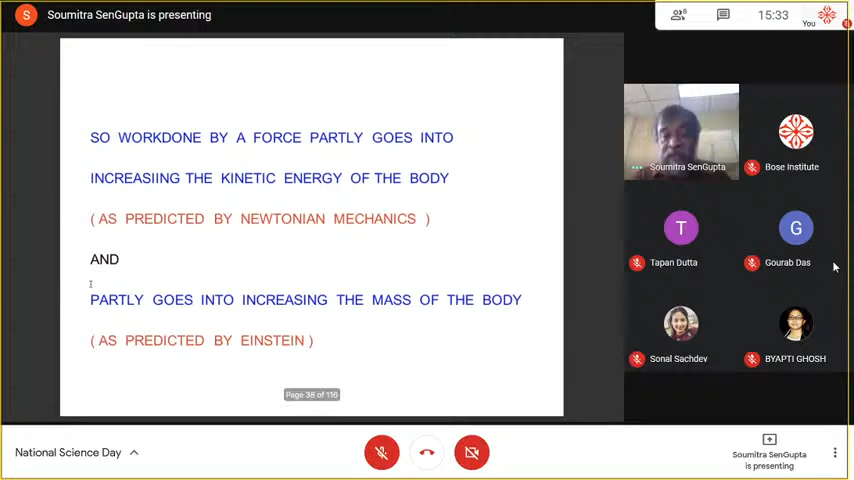 S
Soumitra SenGupta is presenting
8
15:33
You
SO WORKDONE BY A FORCE PARTLY GOES INTO
INCREASIING THE KINETIC ENERGY OF THE BODY
( AS PREDICTED BY NEWTONIAN MECHANICS )
AND
PARTLY GOES INTO INCREASING THE MASS OF THE BODY
( AS PREDICTED BY EINSTEIN )
Page 38 of 116
Soumitra SenGupta
Bose Institute
T
Tapan Dutta
G
Gourab Das
Sonal Sachdev
BYAPTI GHOSH
National Science Day
Soumitra SenGupta
is presenting